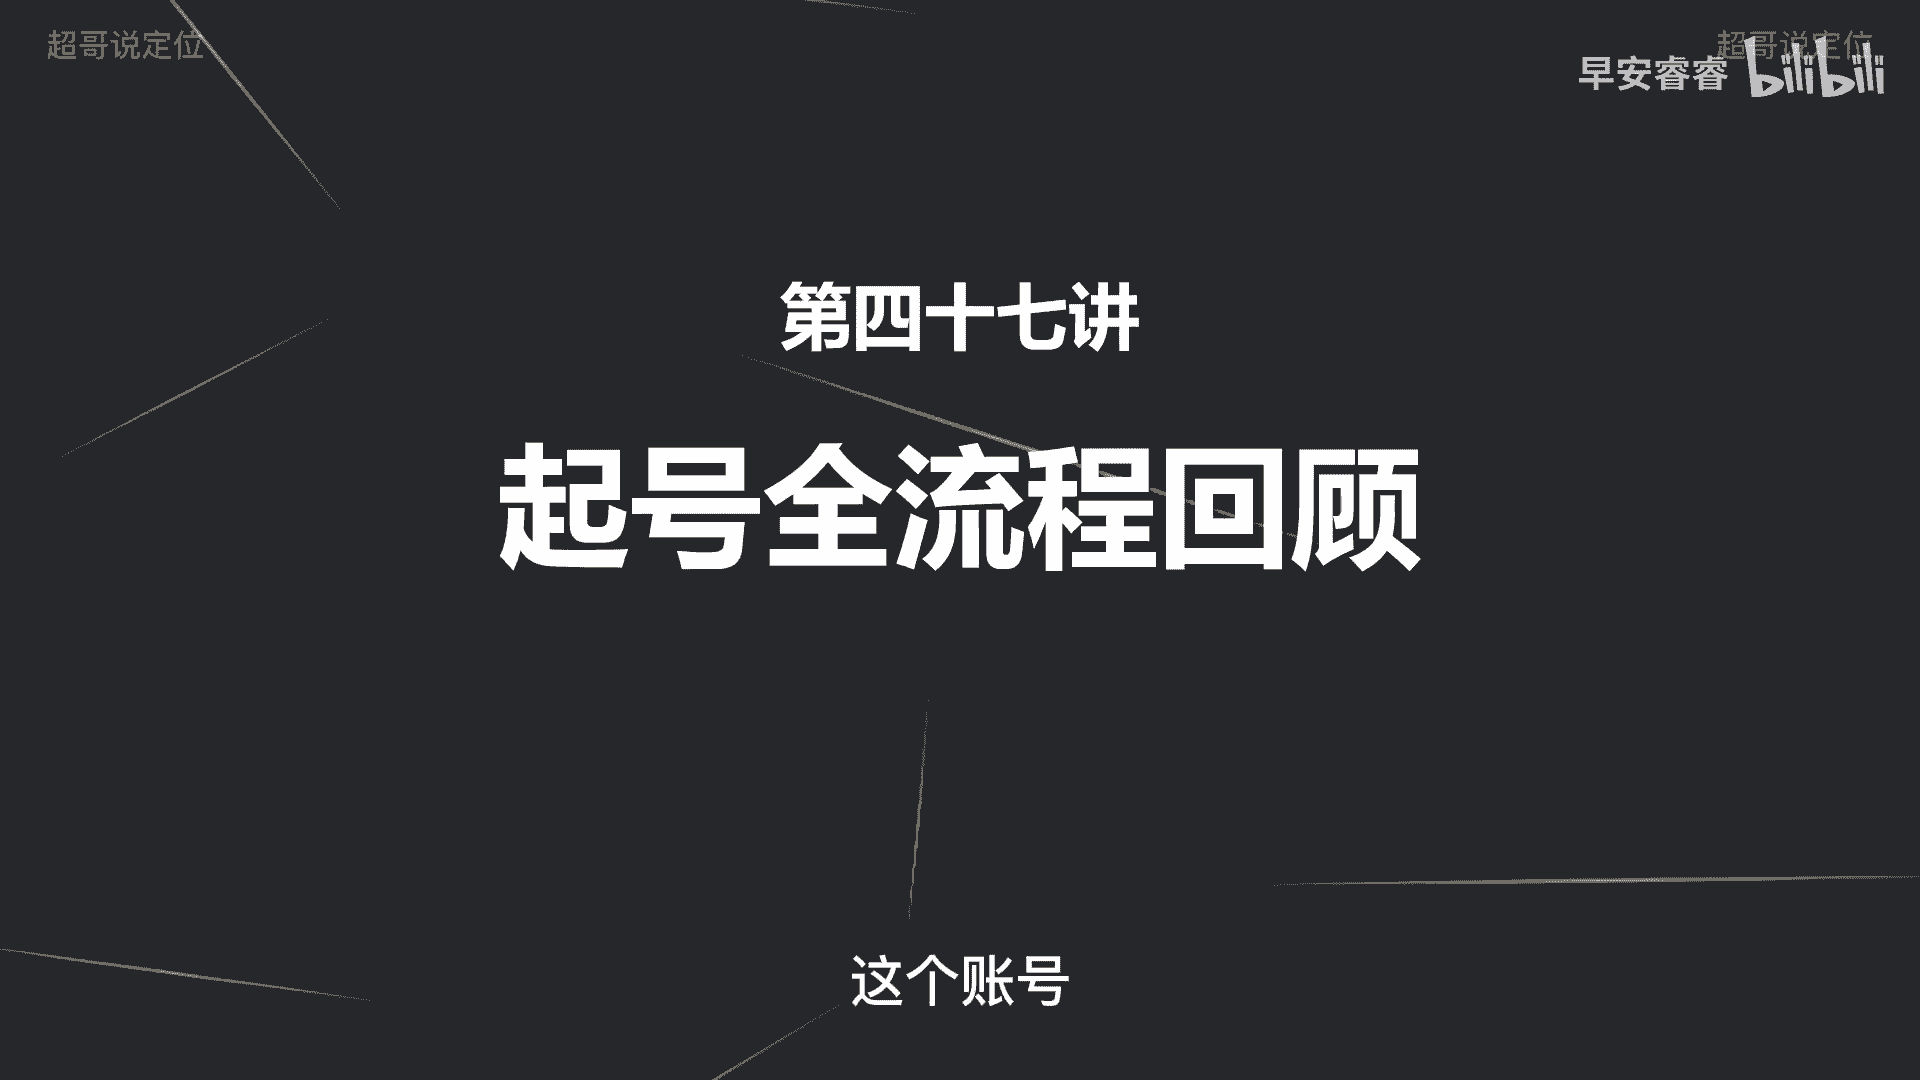 超哥说定位
超哥说定位
早安睿睿 bilibili
第四十七讲
起号全流程回顾
这个账号